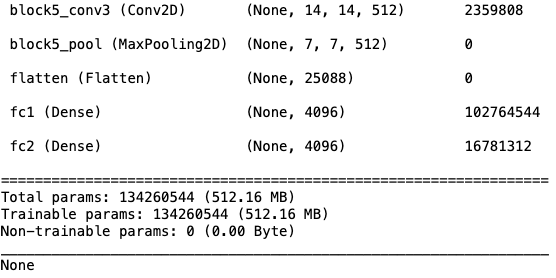 block5_conv3 (Conv2D) (None, 14, 14, 512) 2359808
block5_pool (MaxPooling2D) (None, 7, 7, 512) 0
flatten (Flatten) (None, 25088) 0
fc1 (Dense) (None, 4096) 102764544
fc2 (Dense) (None, 4096) 16781312
=================================================================
Total params: 134260544 (512.16 MB)
Trainable params: 134260544 (512.16 MB)
Non-trainable params: 0 (0.00 Byte)
_________________________________________________________________
None